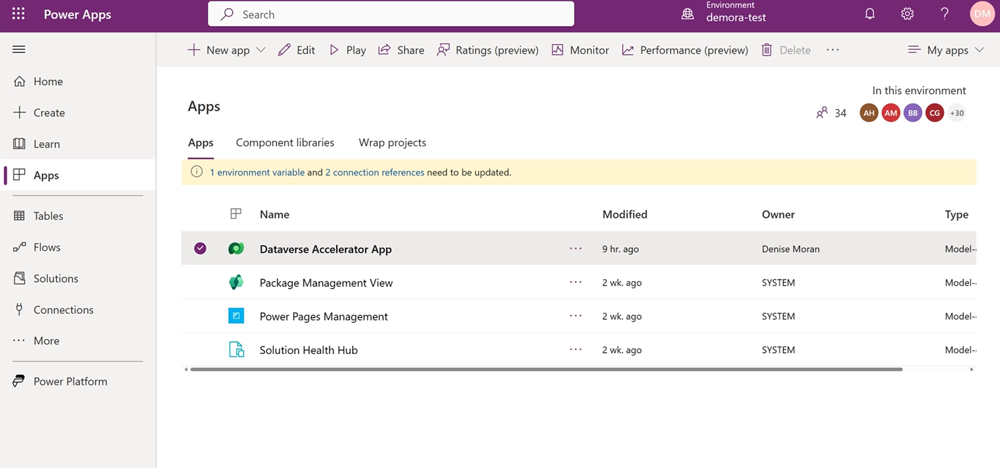 Power Apps
Search
Environment
demora-test
DM
New app
Edit
Play
Share
Ratings (preview)
Monitor
Performance (preview)
Delete
My apps
Home
Create
Learn
Apps
Tables
Flows
Solutions
Connections
More
Power Platform
Apps
In this environment
34
AH AM BB CG +30
Apps Component libraries Wrap projects
1 environment variable and 2 connection references need to be updated.
Name Modified Owner Type
Dataverse Accelerator App ··· 9 hr. ago Denise Moran Model-
Package Management View ··· 2 wk. ago SYSTEM Model-
Power Pages Management ··· 2 wk. ago SYSTEM Model-
Solution Health Hub ··· 2 wk. ago SYSTEM Model-